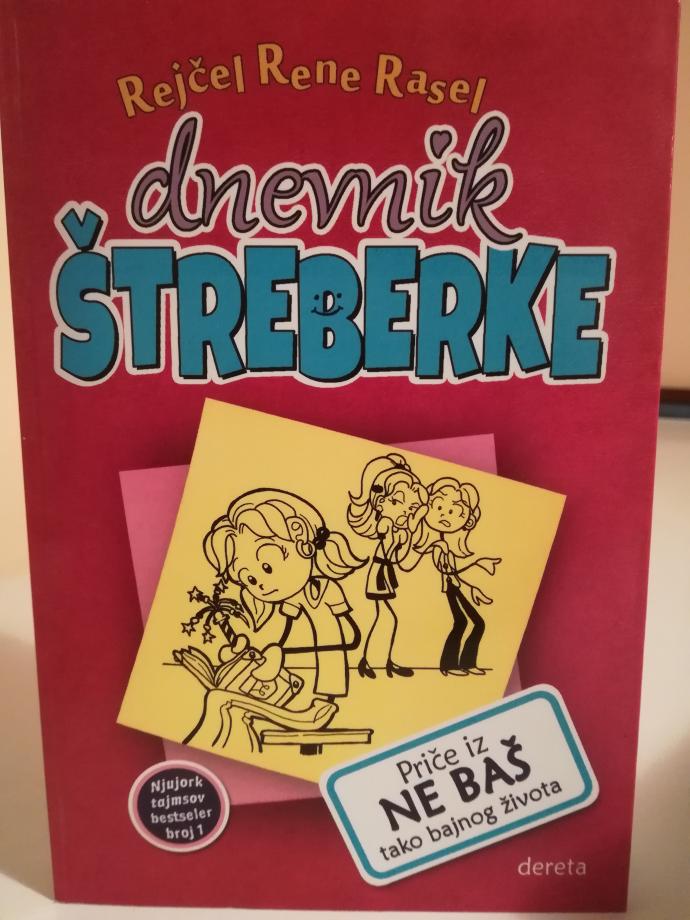 Rejčel Rene Rasel
dnevnik
ŠTREBERKE
Priče iz
NE BAŠ
tako bajnog života
Njujork
tajmsov
bestseler
broj 1
dereta